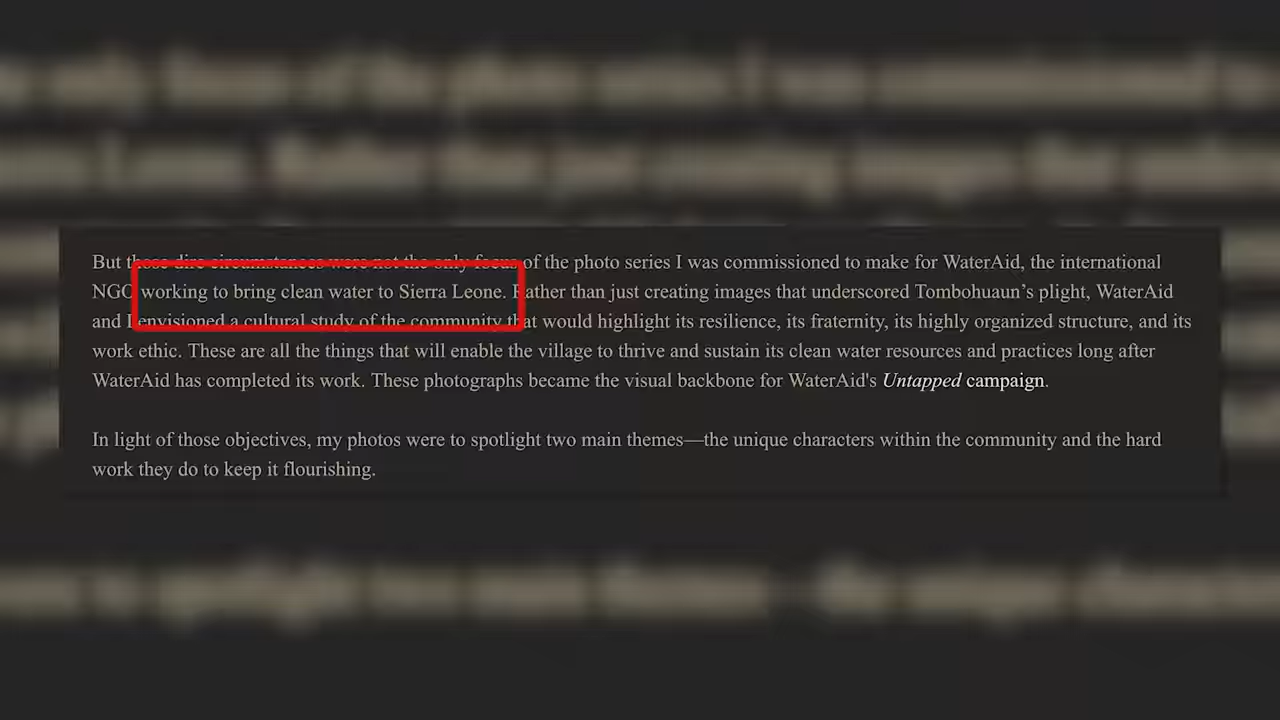 But those dire circumstances were not the only focus of the photo series I was commissioned to make for WaterAid, the international
NGO working to bring clean water to Sierra Leone. Rather than just creating images that underscored Tombohuaun’s plight, WaterAid
and I envisioned a cultural study of the community that would highlight its resilience, its fraternity, its highly organized structure, and its
work ethic. These are all the things that will enable the village to thrive and sustain its clean water resources and practices long after
WaterAid has completed its work. These photographs became the visual backbone for WaterAid's Untapped campaign.
In light of those objectives, my photos were to spotlight two main themes—the unique characters within the community and the hard
work they do to keep it flourishing.